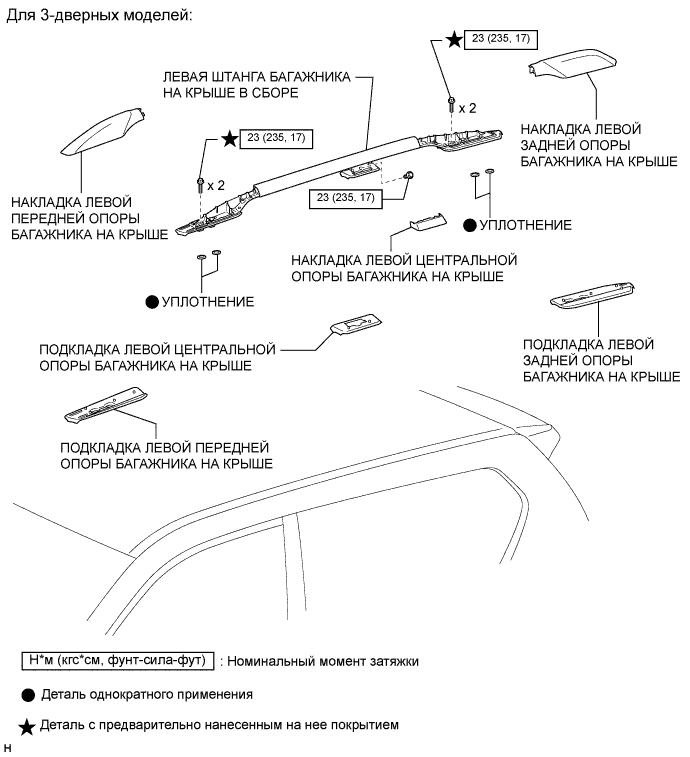 Для 3-дверных моделей:
23 (235, 17)
ЛЕВАЯ ШТАНГА БАГАЖНИКА
НА КРЫШЕ В СБОРЕ
x 2
НАКЛАДКА ЛЕВОЙ
ЗАДНЕЙ ОПОРЫ
БАГАЖНИКА НА КРЫШЕ
23 (235, 17)
x 2
23 (235, 17)
НАКЛАДКА ЛЕВОЙ
ПЕРЕДНЕЙ ОПОРЫ
БАГАЖНИКА НА КРЫШЕ
УПЛОТНЕНИЕ
НАКЛАДКА ЛЕВОЙ ЦЕНТРАЛЬНОЙ
ОПОРЫ БАГАЖНИКА НА КРЫШЕ
УПЛОТНЕНИЕ
ПОДКЛАДКА ЛЕВОЙ ЦЕНТРАЛЬНОЙ
ОПОРЫ БАГАЖНИКА НА КРЫШЕ
ПОДКЛАДКА ЛЕВОЙ
ЗАДНЕЙ ОПОРЫ
БАГАЖНИКА НА КРЫШЕ
ПОДКЛАДКА ЛЕВОЙ ПЕРЕДНЕЙ
ОПОРЫ БАГАЖНИКА НА КРЫШЕ
Н*м (кгс*см, фунт-сила-фут) : Номинальный момент затяжки
Деталь однократного применения
Деталь с предварительно нанесенным на нее покрытием
H